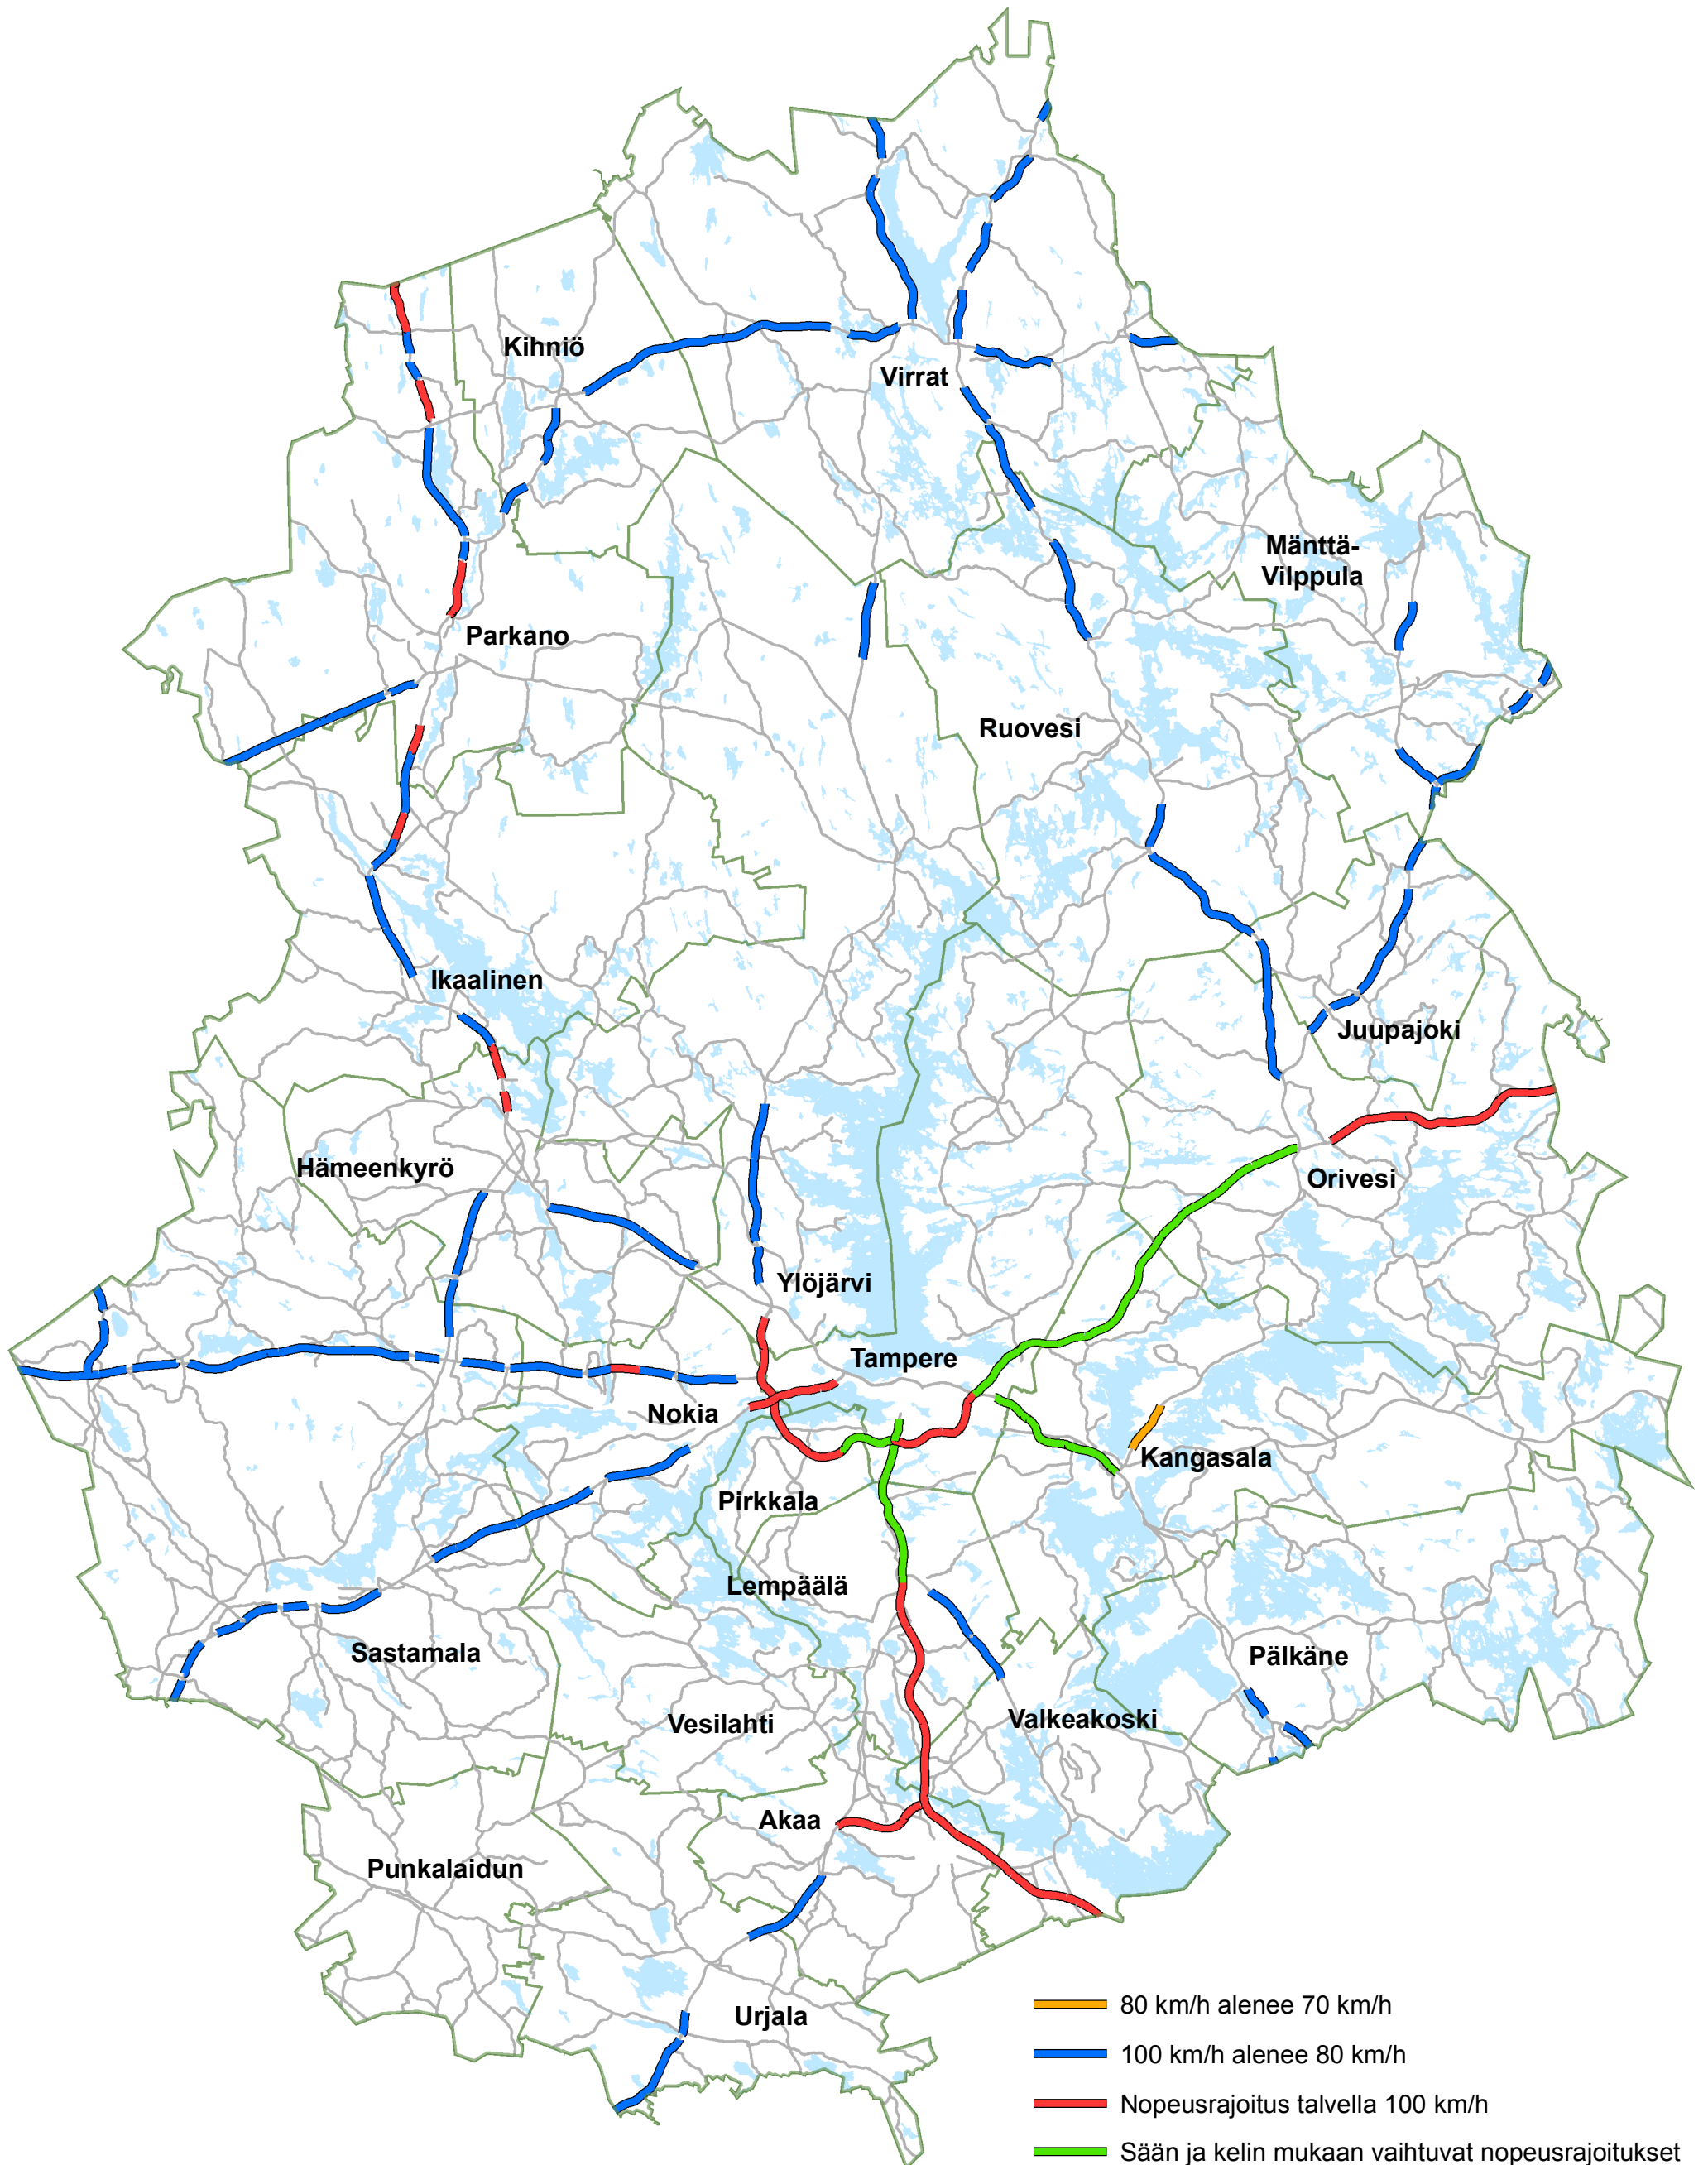 Kihniö
Virrat
Mänttä-
Vilppula
Parkano
Ruovesi
Ikaalinen
Juupajoki
Hämeenkyrö
Orivesi
Ylöjärvi
Tampere
Nokia
Kangasala
Pirkkala
Lempäälä
Sastamala
Pälkäne
Vesilahti
Valkeakoski
Akaa
Punkalaidun
Urjala
80 km/h alenee 70 km/h
100 km/h alenee 80 km/h
Nopeusrajoitus talvella 100 km/h
Sään ja kelin mukaan vaihtuvat nopeusrajoitukset